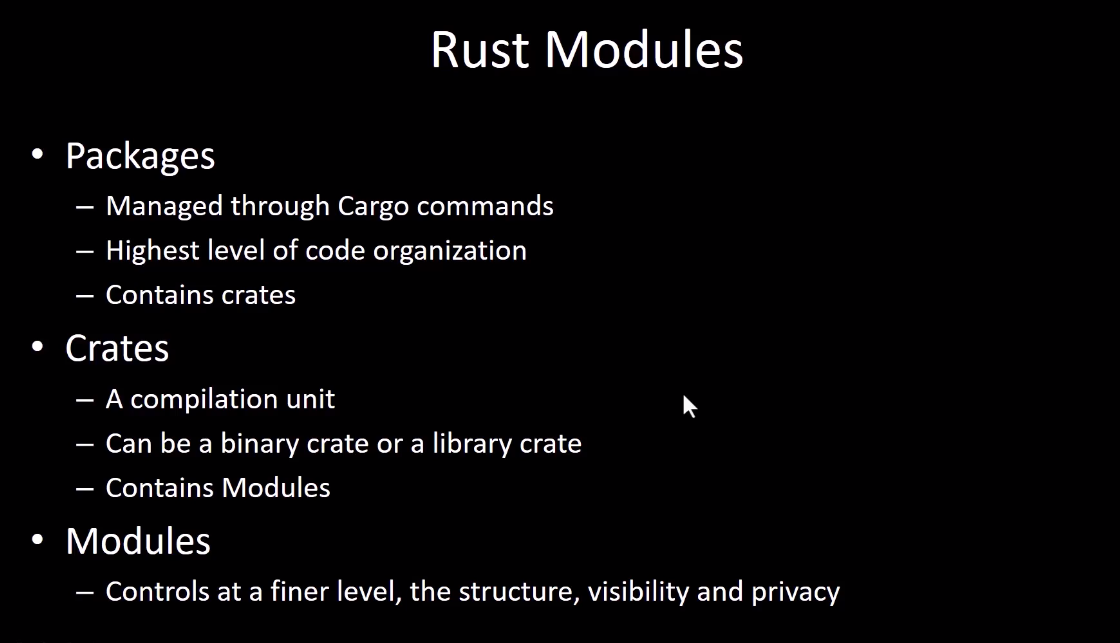 Rust Modules
• Packages
– Managed through Cargo commands
– Highest level of code organization
– Contains crates
• Crates
– A compilation unit
– Can be a binary crate or a library crate
– Contains Modules
• Modules
– Controls at a finer level, the structure, visibility and privacy